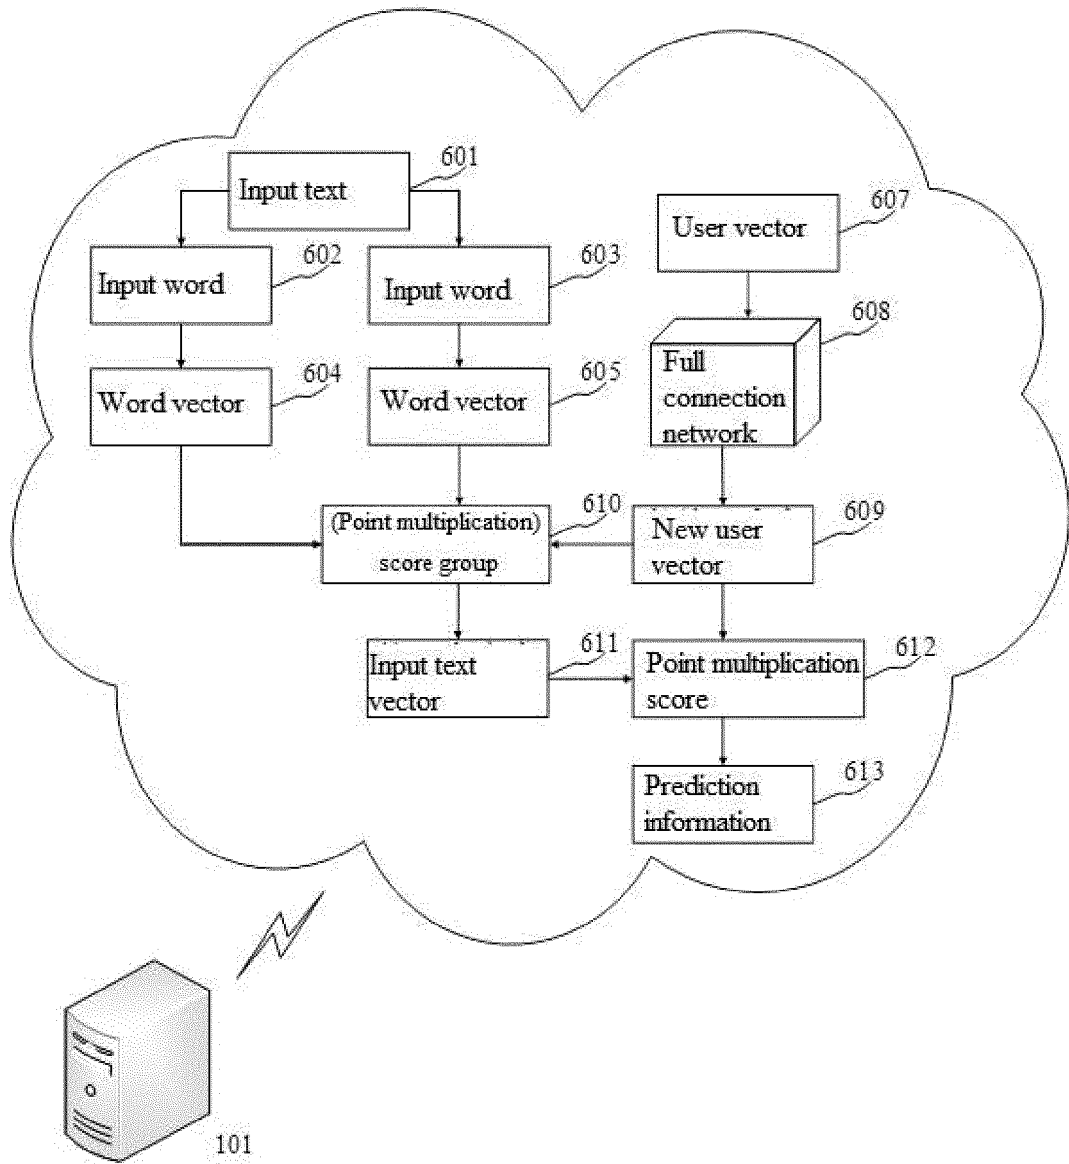 601
Input text
607
User vector
602
Input word
603
Input word
608
Full
connection
network
604
Word vector
605
Word vector
610
(Point multiplication)
score group
609
New user
vector
611
Input text
vector
612
Point multiplication
score
613
Prediction
information
101